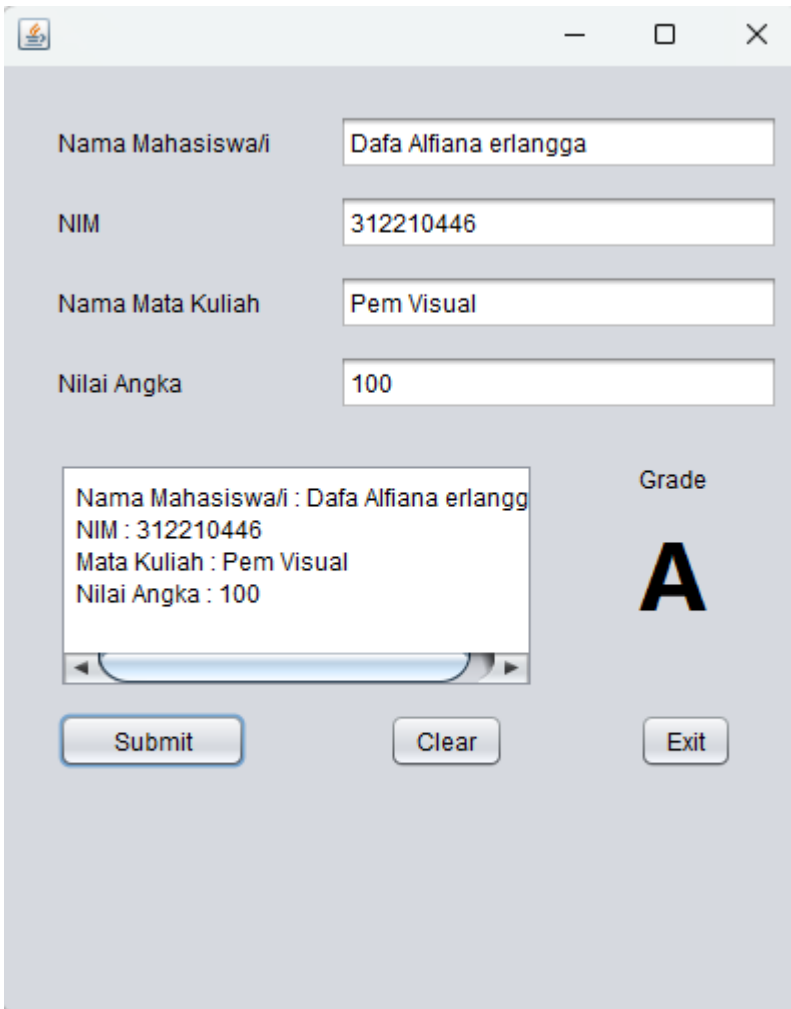 Nama Mahasiswa/i Dafa Alfiana erlangga
NIM 312210446
Nama Mata Kuliah Pem Visual
Nilai Angka 100
Nama Mahasiswa/i : Dafa Alfiana erlangg
NIM : 312210446
Mata Kuliah : Pem Visual
Nilai Angka : 100
Grade
A
Submit Clear Exit